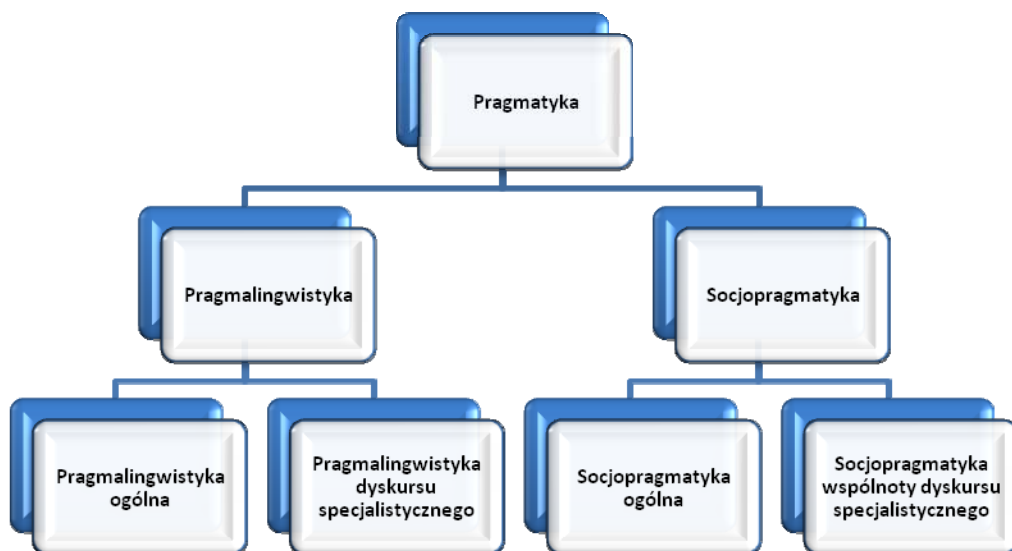 Pragmatyka
Pragmalingwistyka
Socjopragmatyka
Pragmalingwistyka
ogólna
Pragmalingwistyka
dyskursu
specjalistycznego
Socjopragmatyka
ogólna
Socjopragmatyka
wspólnoty dyskursu
specjalistycznego